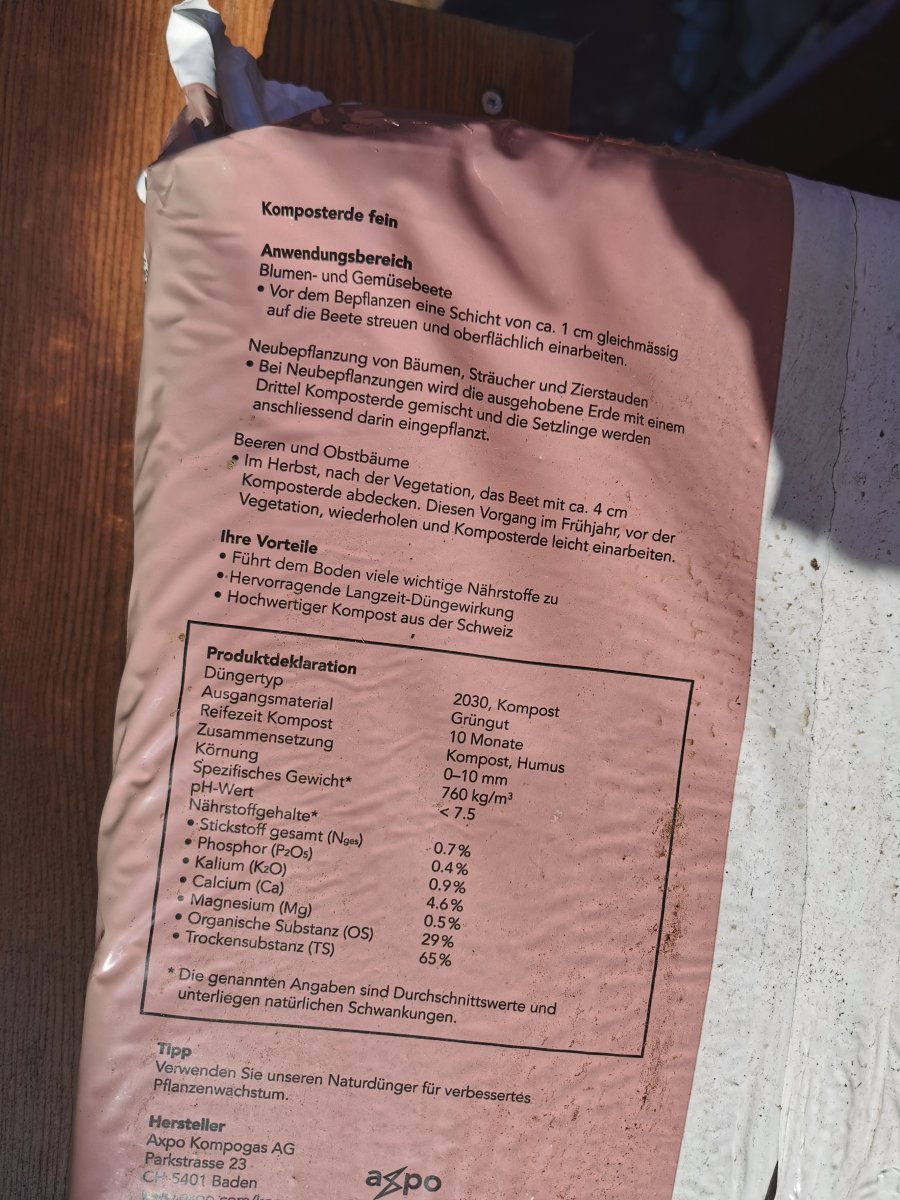 Komposterde fein
Anwendungsbereich
Blumen- und Gemüsebeete
• Vor dem Bepflanzen eine Schicht von ca. 1 cm gleichmässig
auf die Beete streuen und oberflächlich einarbeiten.
Neubepflanzung von Bäumen, Sträucher und Zierstauden
• Bei Neubepflanzungen wird die ausgehobene Erde mit einem
Drittel Komposterde gemischt und die Setzlinge werden
anschliessend darin eingepflanzt.
Beeren und Obstbäume
• Im Herbst, nach der Vegetation, das Beet mit ca. 4 cm
Komposterde abdecken. Diesen Vorgang im Frühjahr, vor der
Vegetation, wiederholen und Komposterde leicht einarbeiten.
Ihre Vorteile
• Führt dem Boden viele wichtige Nährstoffe zu
• Hervorragende Langzeit-Düngewirkung
• Hochwertiger Kompost aus der Schweiz
Produktdeklaration
Düngertyp 2030, Kompost
Ausgangsmaterial Grüngut
Reifezeit Kompost 10 Monate
Zusammensetzung Kompost, Humus
Körnung 0–10 mm
Spezifisches Gewicht* 760 kg/m³
pH-Wert < 7.5
Nährstoffgehalte*
• Stickstoff gesamt (Nges) 0.7%
• Phosphor (P₂O₅) 0.4%
• Kalium (K₂O) 0.9%
• Calcium (Ca) 4.6%
• Magnesium (Mg) 0.5%
• Organische Substanz (OS) 29%
• Trockensubstanz (TS) 65%
* Die genannten Angaben sind Durchschnittswerte und
unterliegen natürlichen Schwankungen.
Tipp
Verwenden Sie unseren Naturdünger für verbessertes
Pflanzenwachstum.
Hersteller
Axpo Kompogas AG
Parkstrasse 23
CH-5401 Baden
axpo